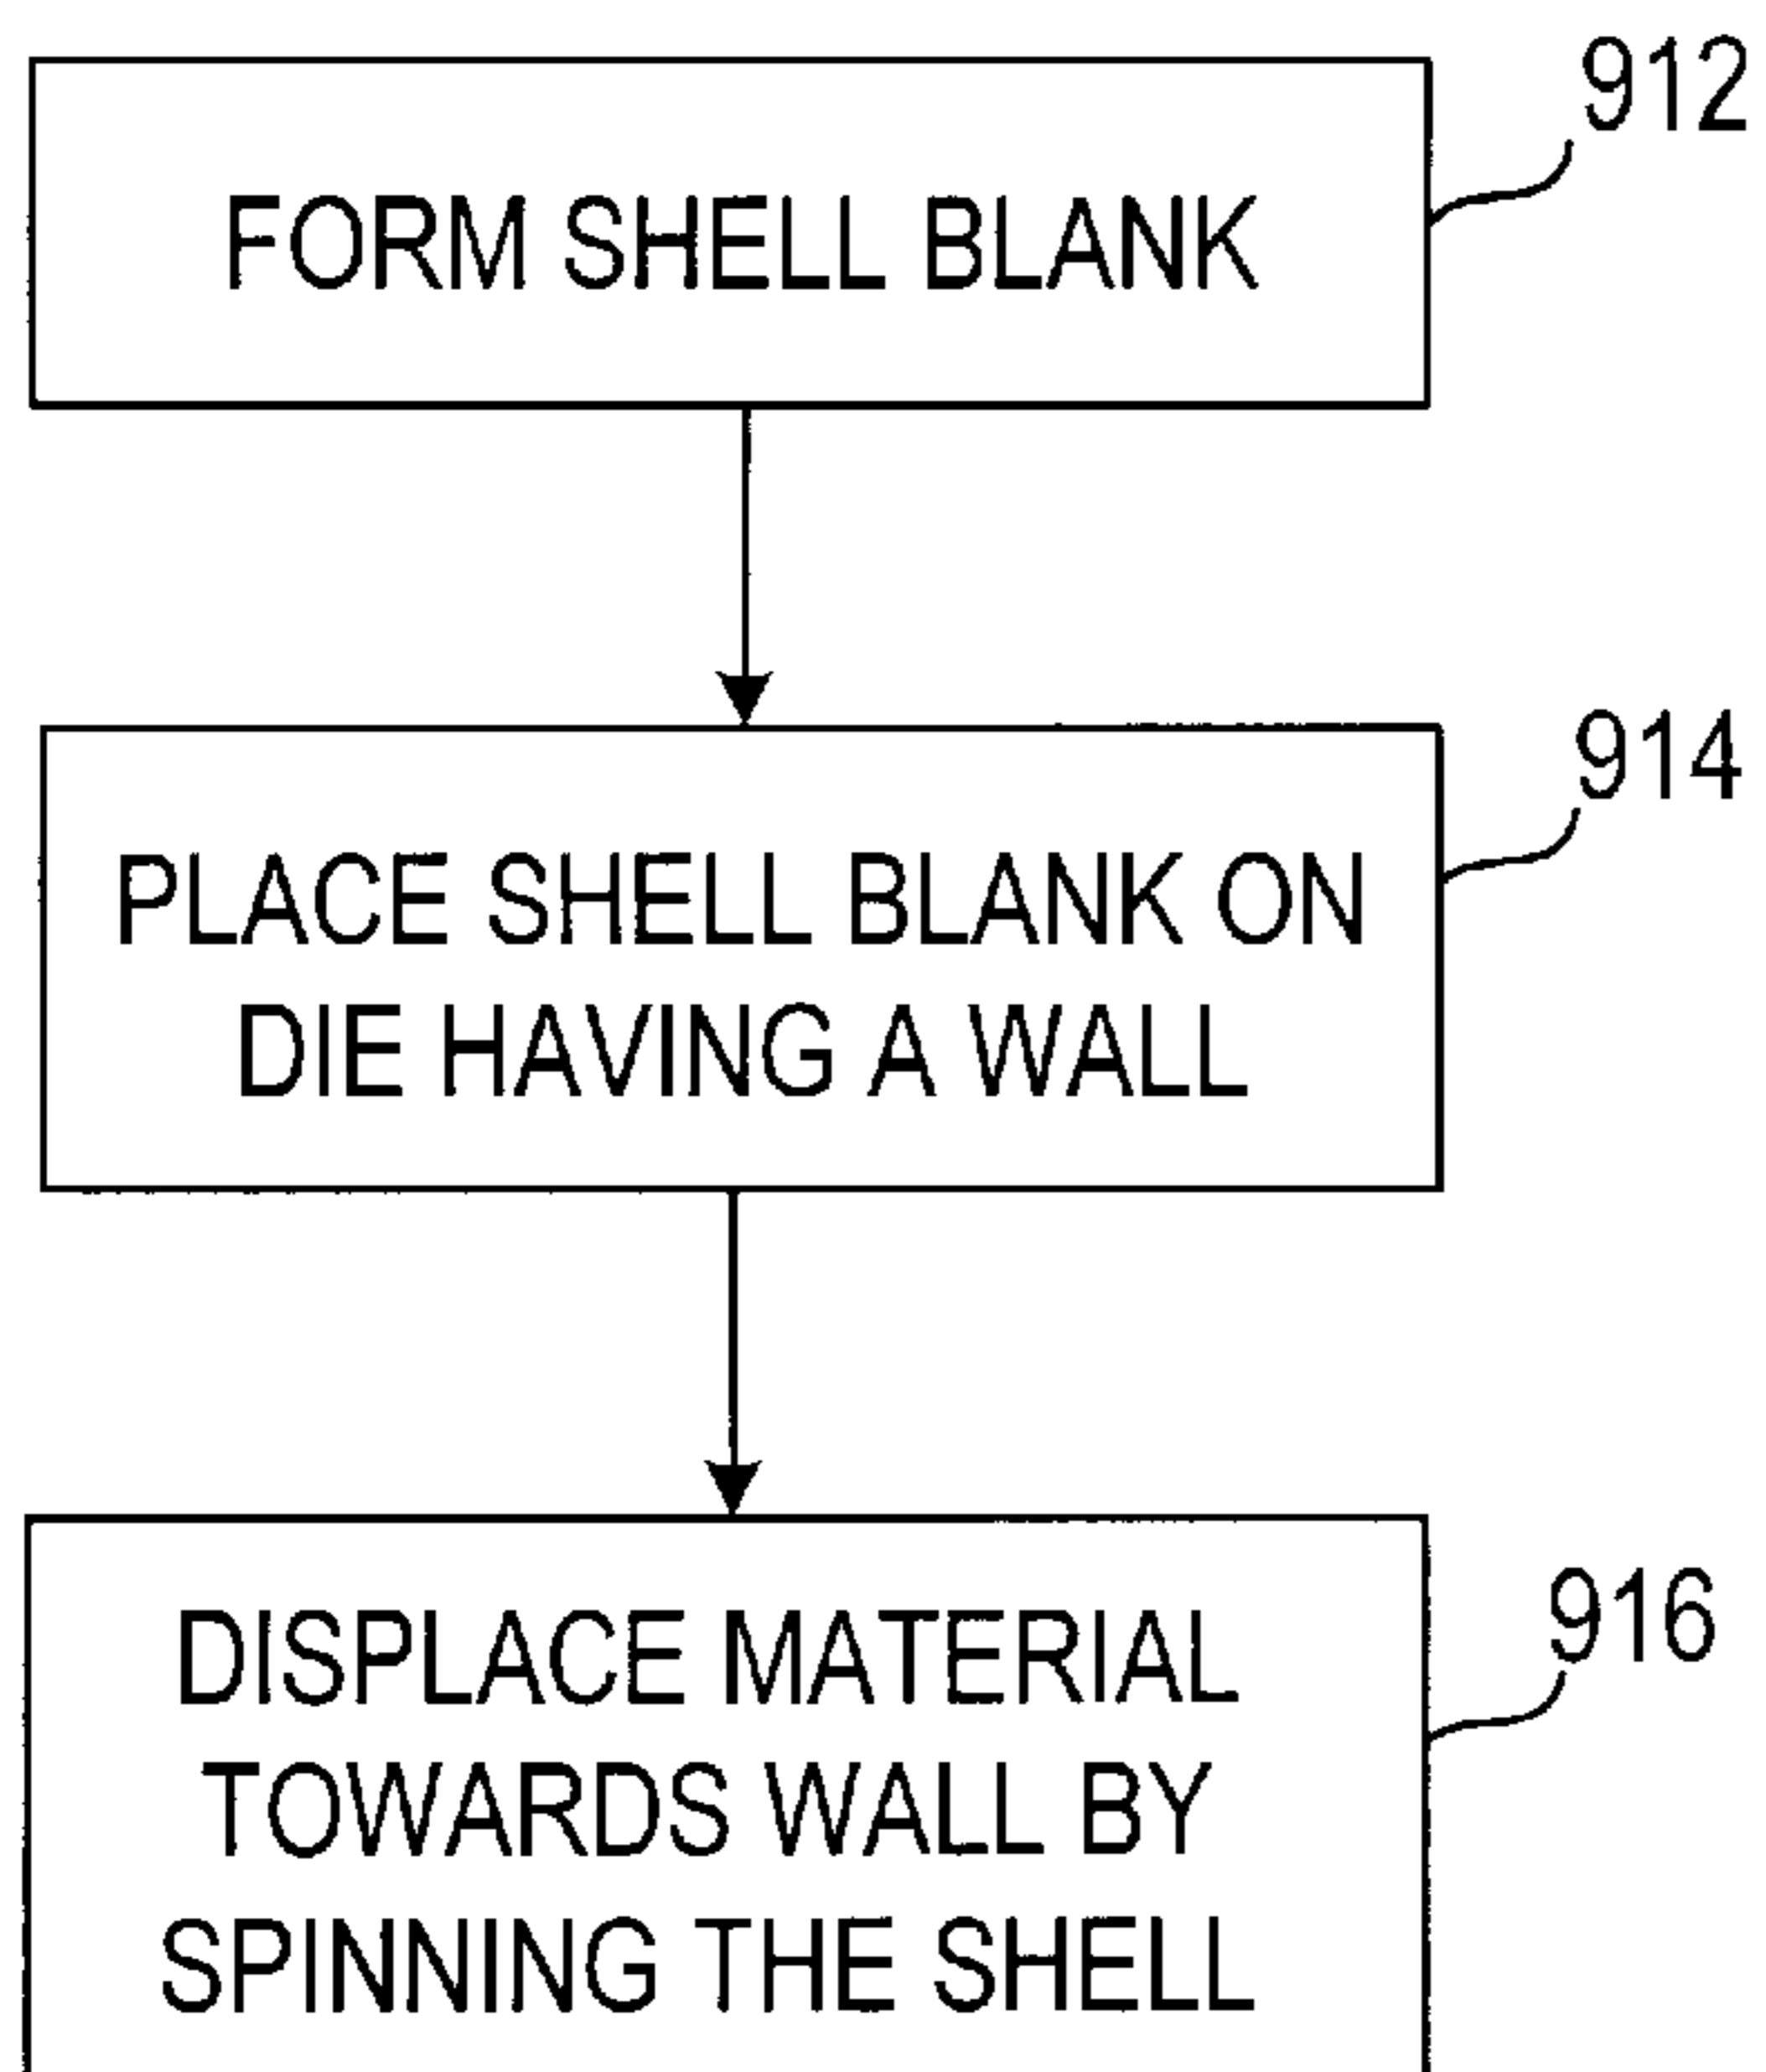 912
FORM SHELL BLANK
914
PLACE SHELL BLANK ON
DIE HAVING A WALL
916
DISPLACE MATERIAL
TOWARDS WALL BY
SPINNING THE SHELL